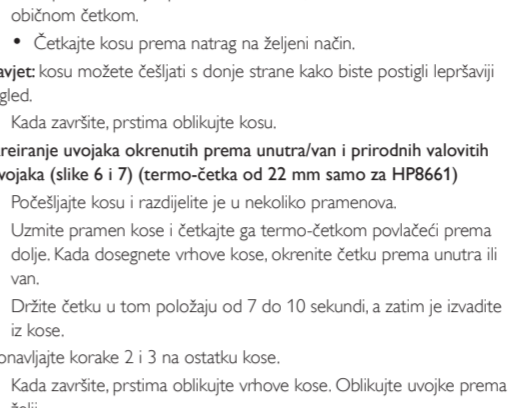 običnom četkom.
• Četkajte kosu prema natrag na željeni način.
avjet: kosu možete češljati s donje strane kako biste postigli lepršaviji
gled.
Kada završite, prstima oblikujte kosu.
reiranje uvojaka okrenutih prema unutra/van i prirodnih valovitih
vojaka (slike 6 i 7) (termo-četka od 22 mm samo za HP8661)
Počešljajte kosu i razdijelite je u nekoliko pramenova.
Uzmite pramen kose i četkajte ga termo-četkom povlačeći prema
dolje. Kada dosegnete vrhove kose, okrenite četku prema unutra ili
van.
Držite četku u tom položaju od 7 do 10 sekundi, a zatim je izvadite
iz kose.
onavljajte korake 2 i 3 na ostatku kose.
Kada završite, prstima oblikujte vrhove kose. Oblikujte uvojke prema